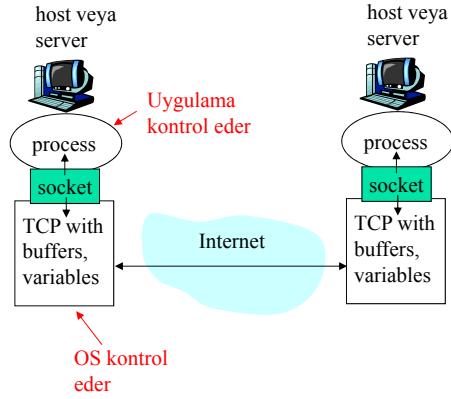 host veya
server
host veya
server
Uygulama
kontrol eder
process
process
socket
socket
TCP with
buffers,
variables
Internet
TCP with
buffers,
variables
OS kontrol
eder